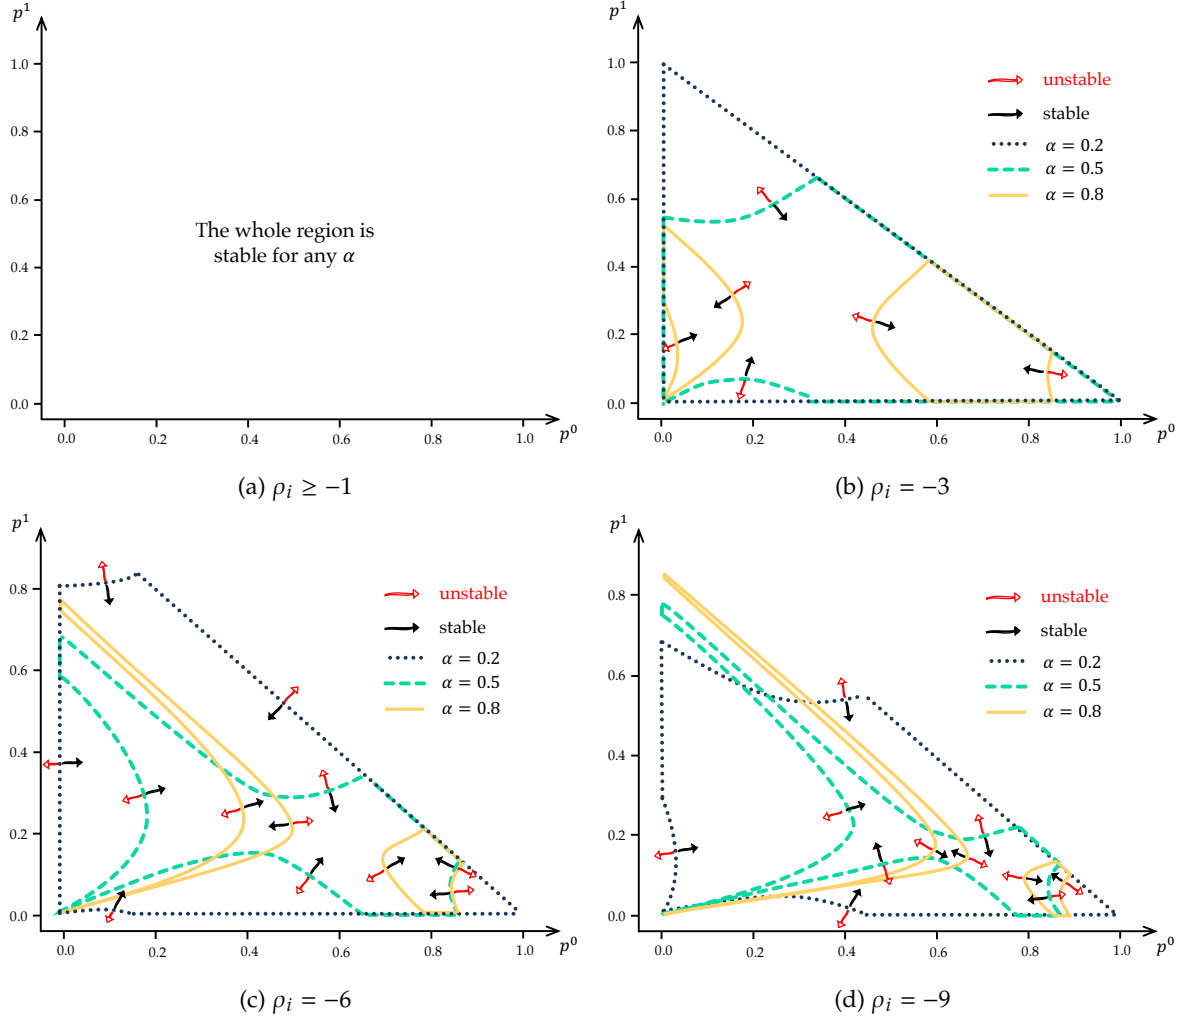 p¹
1.0
0.8
0.6
0.4
0.2
0.0
The whole region is
stable for any α
0.0 0.2 0.4 0.6 0.8 1.0 p⁰
(a) ρᵢ ≥ −1
p¹
1.0
0.8
0.6
0.4
0.2
0.0
unstable
stable
α = 0.2
α = 0.5
α = 0.8
0.0 0.2 0.4 0.6 0.8 1.0 p⁰
(b) ρᵢ = −3
p¹
0.8
0.6
0.4
0.2
0.0
unstable
stable
α = 0.2
α = 0.5
α = 0.8
0.0 0.2 0.4 0.6 0.8 1.0 p⁰
(c) ρᵢ = −6
p¹
0.8
0.6
0.4
0.2
0.0
unstable
stable
α = 0.2
α = 0.5
α = 0.8
0.0 0.2 0.4 0.6 0.8 1.0 p⁰
(d) ρᵢ = −9